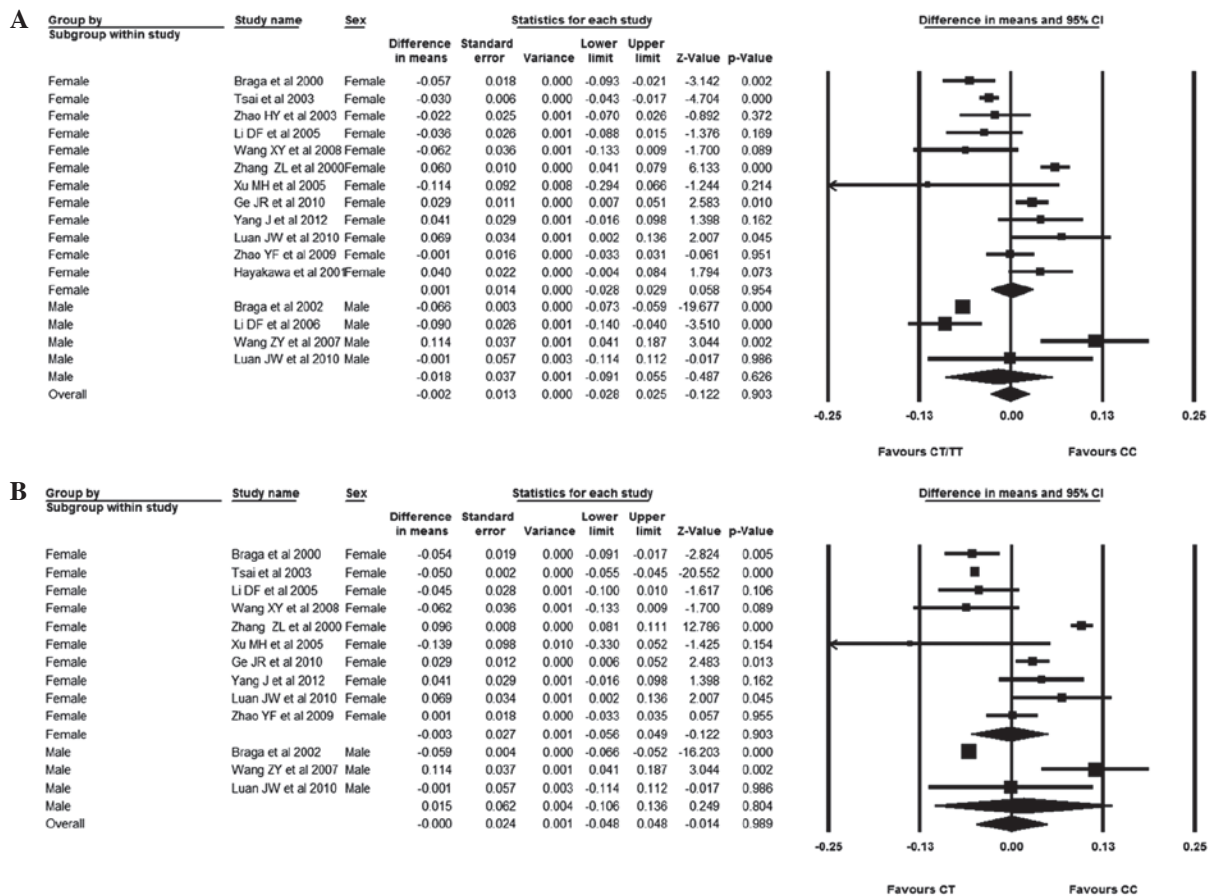 A
Group by Study name Sex Statistics for each study Difference in means and 95% CI
Subgroup within study
Difference Standard Lower Upper
in means error Variance limit limit Z-Value p-Value
Female Braga et al 2000 Female -0.057 0.018 0.000 -0.093 -0.021 -3.142 0.002
Female Tsai et al 2003 Female -0.030 0.006 0.000 -0.043 -0.017 -4.704 0.000
Female Zhao HY et al 2003 Female -0.022 0.025 0.001 -0.070 0.026 -0.892 0.372
Female Li DF et al 2005 Female -0.036 0.026 0.001 -0.088 0.015 -1.376 0.169
Female Wang XY et al 2008 Female -0.062 0.036 0.001 -0.133 0.009 -1.700 0.089
Female Zhang ZL et al 2000 Female 0.060 0.010 0.000 0.041 0.079 6.133 0.000
Female Xu MH et al 2005 Female -0.114 0.092 0.008 -0.294 0.066 -1.244 0.214
Female Ge JR et al 2010 Female 0.029 0.011 0.000 0.007 0.051 2.583 0.010
Female Yang J et al 2012 Female 0.041 0.029 0.001 -0.016 0.098 1.398 0.162
Female Luan JW et al 2010 Female 0.069 0.034 0.001 0.002 0.136 2.007 0.045
Female Zhao YF et al 2009 Female -0.001 0.016 0.000 -0.033 0.031 -0.061 0.951
Female Hayakawa et al 2001 Female 0.040 0.022 0.000 -0.004 0.084 1.794 0.073
Female 0.001 0.014 0.000 -0.028 0.029 0.058 0.954
Male Braga et al 2002 Male -0.066 0.003 0.000 -0.073 -0.059 -19.677 0.000
Male Li DF et al 2006 Male -0.090 0.026 0.001 -0.140 -0.040 -3.510 0.000
Male Wang ZY et al 2007 Male 0.114 0.037 0.001 0.041 0.187 3.044 0.002
Male Luan JW et al 2010 Male -0.001 0.057 0.003 -0.114 0.112 -0.017 0.986
Male -0.018 0.037 0.001 -0.091 0.055 -0.487 0.626
Overall -0.002 0.013 0.000 -0.028 0.025 -0.122 0.903
-0.25 -0.13 0.00 0.13 0.25
Favours CT/TT Favours CC
B
Group by Study name Sex Statistics for each study Difference in means and 95% CI
Subgroup within study
Difference Standard Lower Upper
in means error Variance limit limit Z-Value p-Value
Female Braga et al 2000 Female -0.054 0.019 0.000 -0.091 -0.017 -2.824 0.005
Female Tsai et al 2003 Female -0.050 0.002 0.000 -0.055 -0.045 -20.552 0.000
Female Li DF et al 2005 Female -0.045 0.028 0.001 -0.100 0.010 -1.617 0.106
Female Wang XY et al 2008 Female -0.062 0.036 0.001 -0.133 0.009 -1.700 0.089
Female Zhang ZL et al 2000 Female 0.096 0.008 0.000 0.081 0.111 12.786 0.000
Female Xu MH et al 2005 Female -0.139 0.098 0.010 -0.330 0.052 -1.425 0.154
Female Ge JR et al 2010 Female 0.029 0.012 0.000 0.006 0.052 2.483 0.013
Female Yang J et al 2012 Female 0.041 0.029 0.001 -0.016 0.098 1.398 0.162
Female Luan JW et al 2010 Female 0.069 0.034 0.001 0.002 0.136 2.007 0.045
Female Zhao YF et al 2009 Female 0.001 0.018 0.000 -0.033 0.035 0.057 0.955
Female -0.003 0.027 0.001 -0.056 0.049 -0.122 0.903
Male Braga et al 2002 Male -0.059 0.004 0.000 -0.066 -0.052 -16.203 0.000
Male Wang ZY et al 2007 Male 0.114 0.037 0.001 0.041 0.187 3.044 0.002
Male Luan JW et al 2010 Male -0.001 0.057 0.003 -0.114 0.112 -0.017 0.986
Male 0.015 0.062 0.004 -0.106 0.136 0.249 0.804
Overall -0.000 0.024 0.001 -0.048 0.048 -0.014 0.989
-0.25 -0.13 0.00 0.13 0.25
Favours CT Favours CC